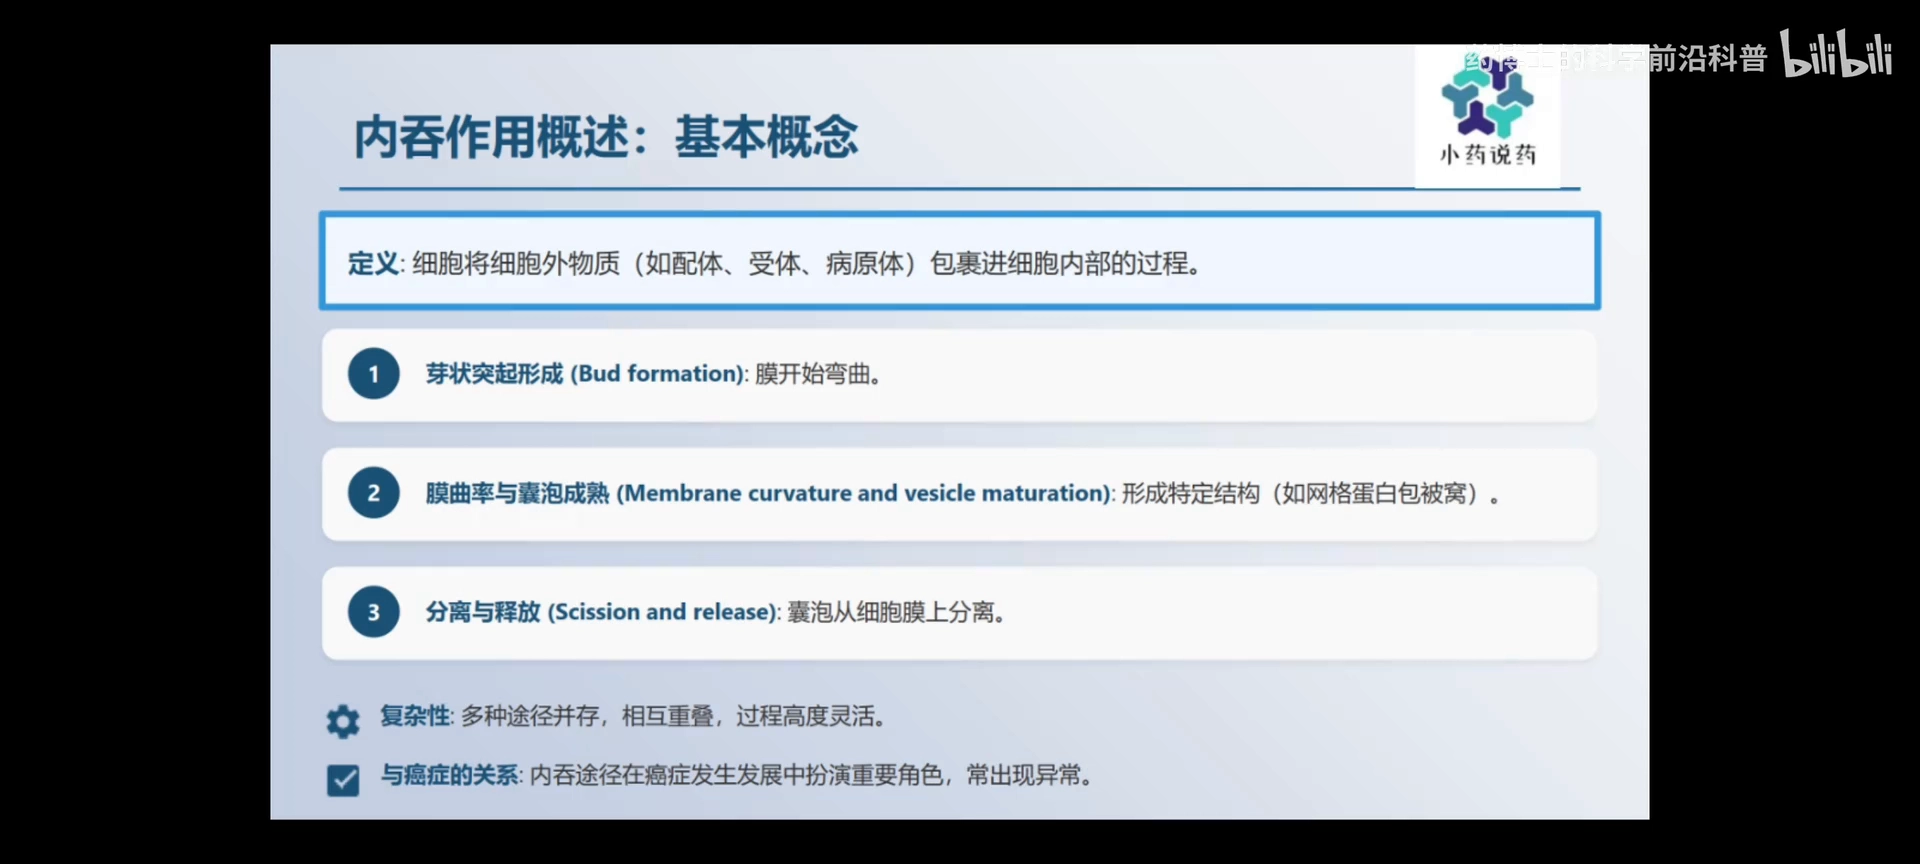 药博士的科学前沿科普 bilibili
小药说药
内吞作用概述：基本概念
定义: 细胞将细胞外物质（如配体、受体、病原体）包裹进细胞内部的过程。
1 芽状突起形成 (Bud formation): 膜开始弯曲。
2 膜曲率与囊泡成熟 (Membrane curvature and vesicle maturation): 形成特定结构（如网格蛋白包被窝）。
3 分离与释放 (Scission and release): 囊泡从细胞膜上分离。
复杂性: 多种途径并存，相互重叠，过程高度灵活。
与癌症的关系: 内吞途径在癌症发生发展中扮演重要角色，常出现异常。